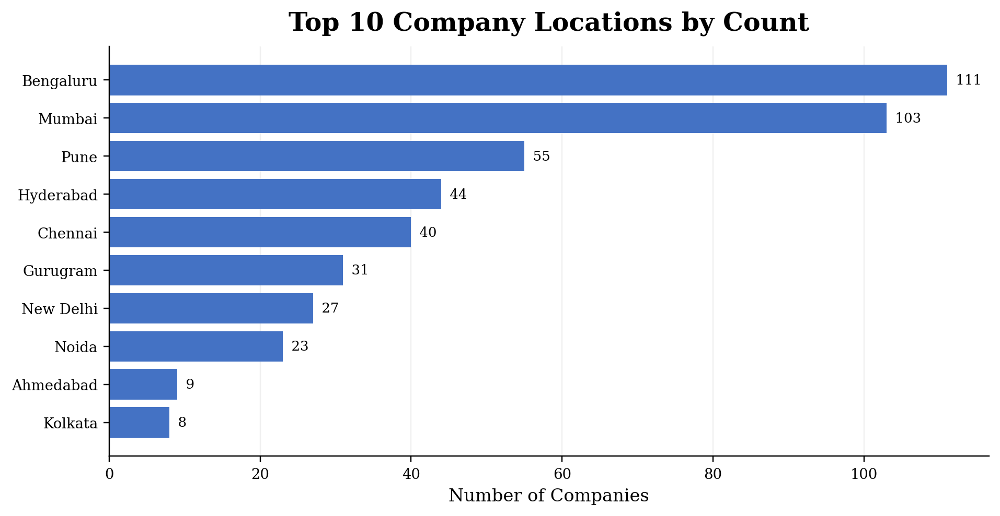 Top 10 Company Locations by Count
Bengaluru 111
Mumbai 103
Pune 55
Hyderabad 44
Chennai 40
Gurugram 31
New Delhi 27
Noida 23
Ahmedabad 9
Kolkata 8
0 20 40 60 80 100
Number of Companies